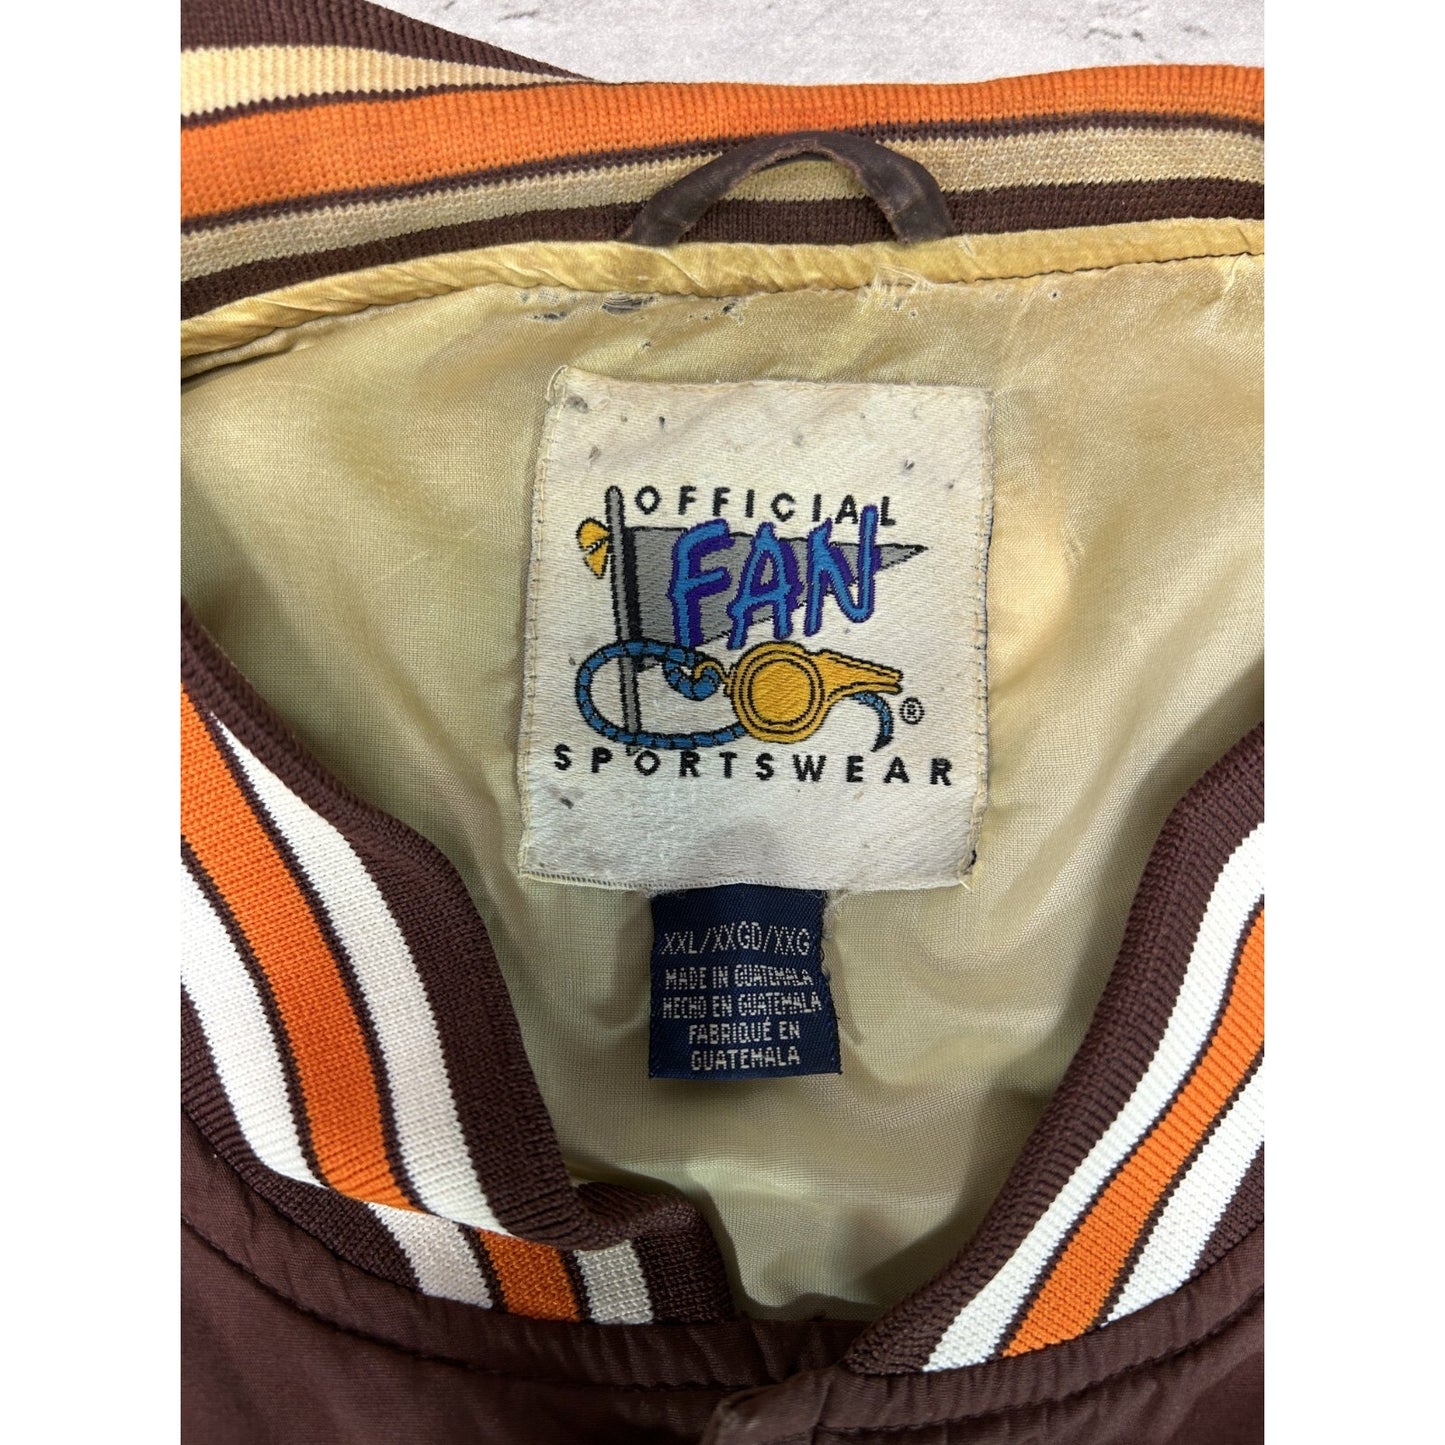 OFFICIAL
FAN
®
SPORTSWEAR
XXL/XXGD/XXG
MADE IN GUATEMALA
HECHO EN GUATEMALA
FABRIQUÉ EN
GUATEMALA